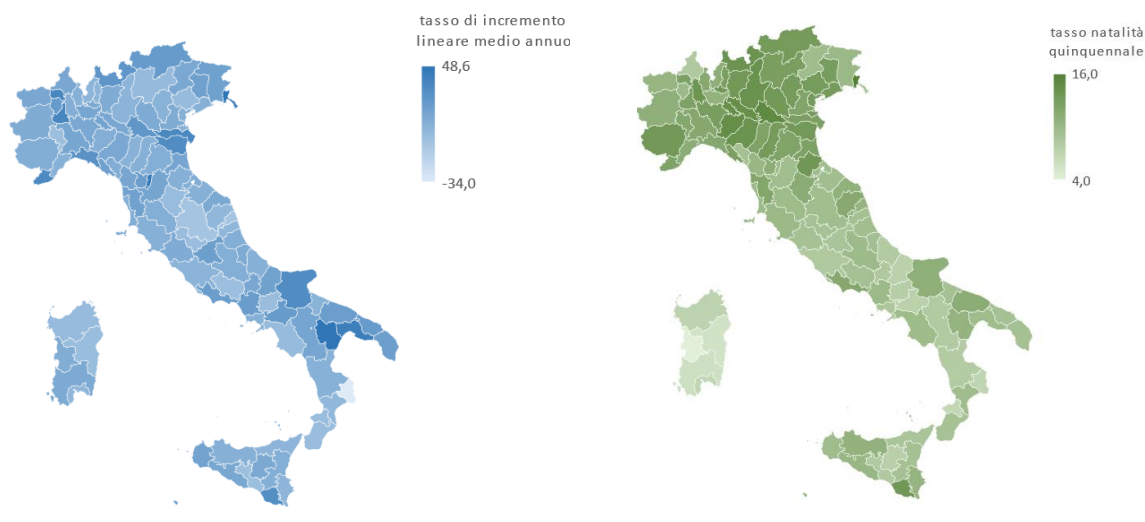 tasso di incremento
lineare medio annuo
48,6
-34,0
tasso natalità
quinquennale
16,0
4,0